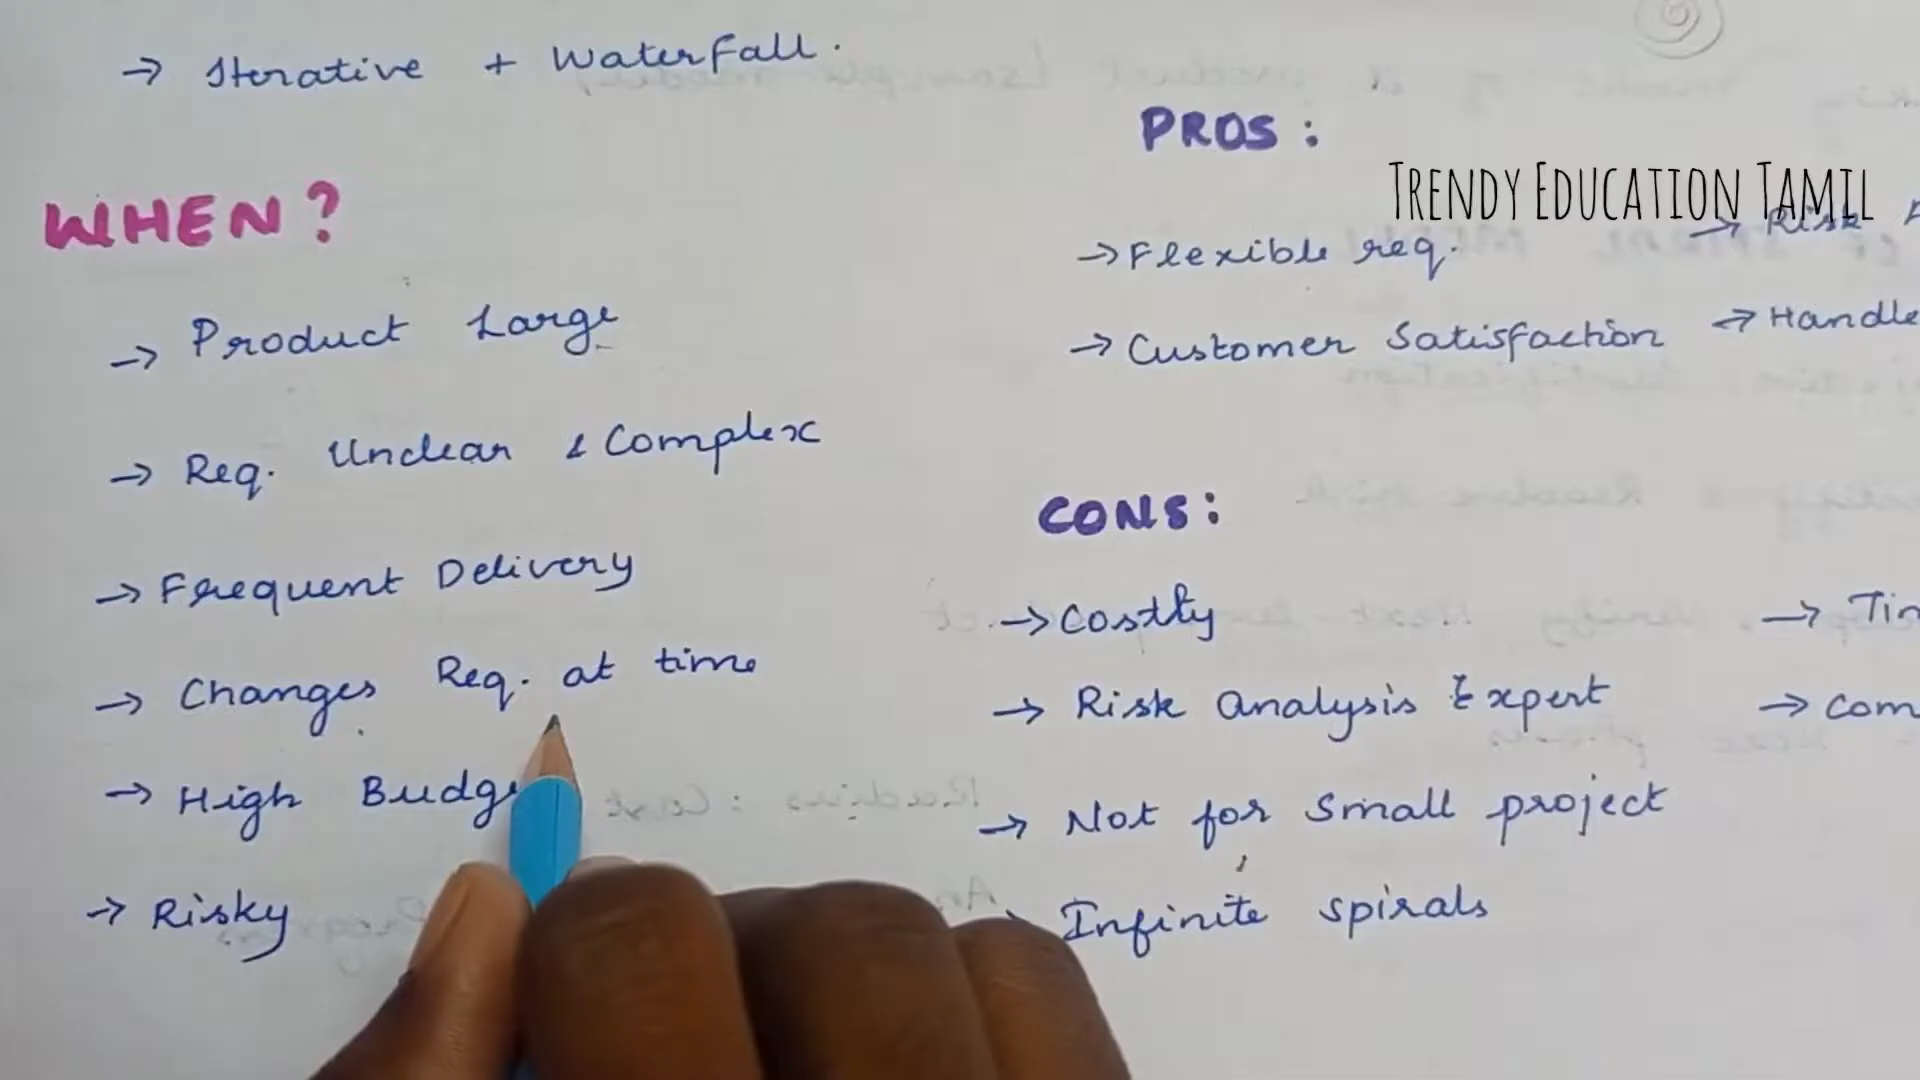 → Iterative + Waterfall.
WHEN?
→ Product Large
→ Req. Unclear & Complex
→ Frequent Delivery
→ Changes Req. at time
→ High
→ Risky
PROS:
TRENDY EDUCATION TAMIL
→ Flexible req.
→ Risk
→ Customer Satisfaction
→ Handle
CONS:
→ Costly
→ Risk Analysis Expert
→ Not for small project
Infinite spirals